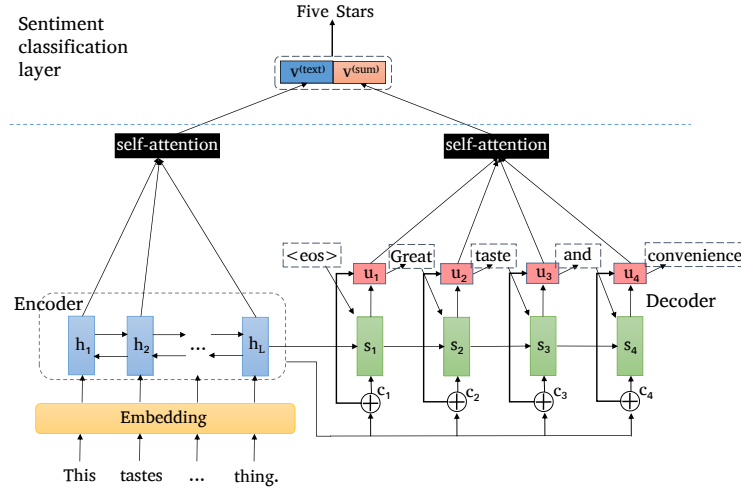 Five Stars
Sentiment
classification
layer
v(text) v(sum)
self-attention self-attention
<eos> Great taste and convenience
u1 u2 u3 u4
Encoder Decoder
h1 h2 ... hL s1 s2 s3 s4
c1 c2 c3 c4
Embedding
This tastes ... thing.